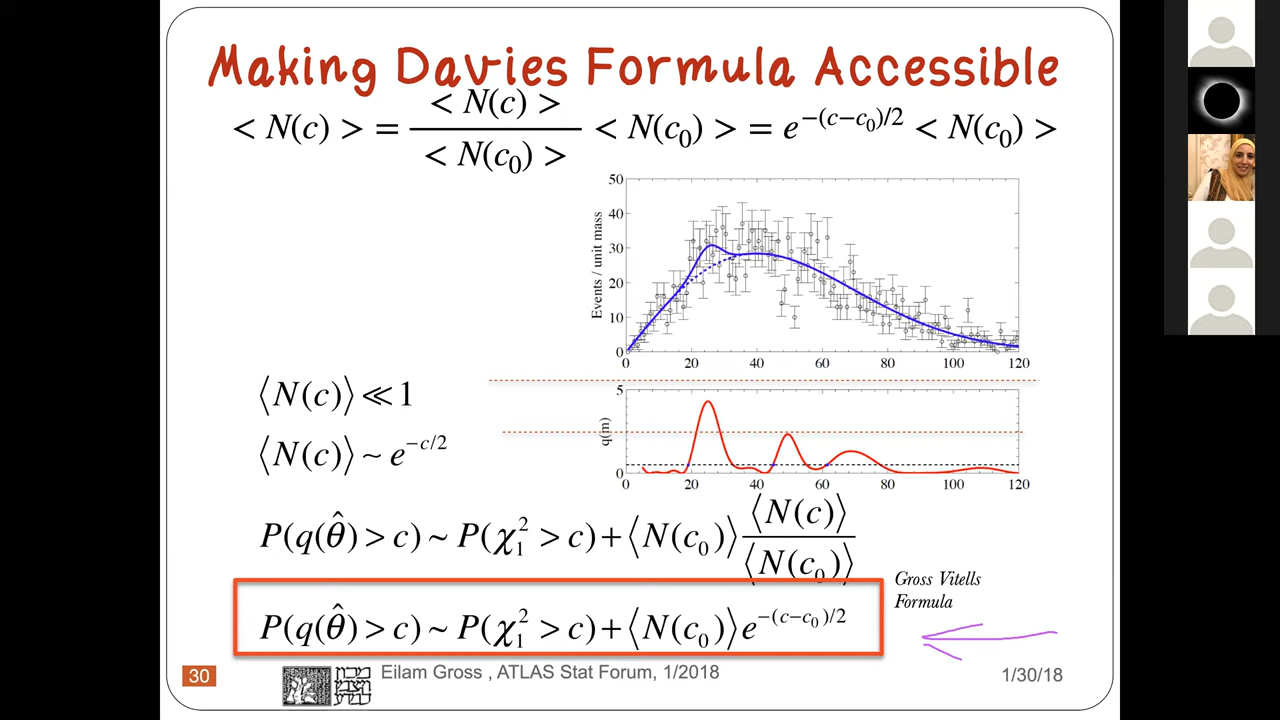 Making Davies Formula Accessible
< N(c) > = < N(c) > / < N(c₀) > < N(c₀) > = e^{−(c−c₀)/2} < N(c₀) >
50
40
30
20
10
0
Events / unit mass
0 20 40 60 80 100 120
⟨N(c)⟩ ≪ 1
5
0
q(m)
0 20 40 60 80 100 120
⟨N(c)⟩ ~ e^{−c/2}
P(q(θ̂) > c) ~ P(χ₁² > c) + ⟨N(c₀)⟩ ⟨N(c)⟩ / ⟨N(c₀)⟩
Gross Vitells
Formula
P(q(θ̂) > c) ~ P(χ₁² > c) + ⟨N(c₀)⟩ e^{−(c−c₀)/2}
30
Eilam Gross , ATLAS Stat Forum, 1/2018
1/30/18